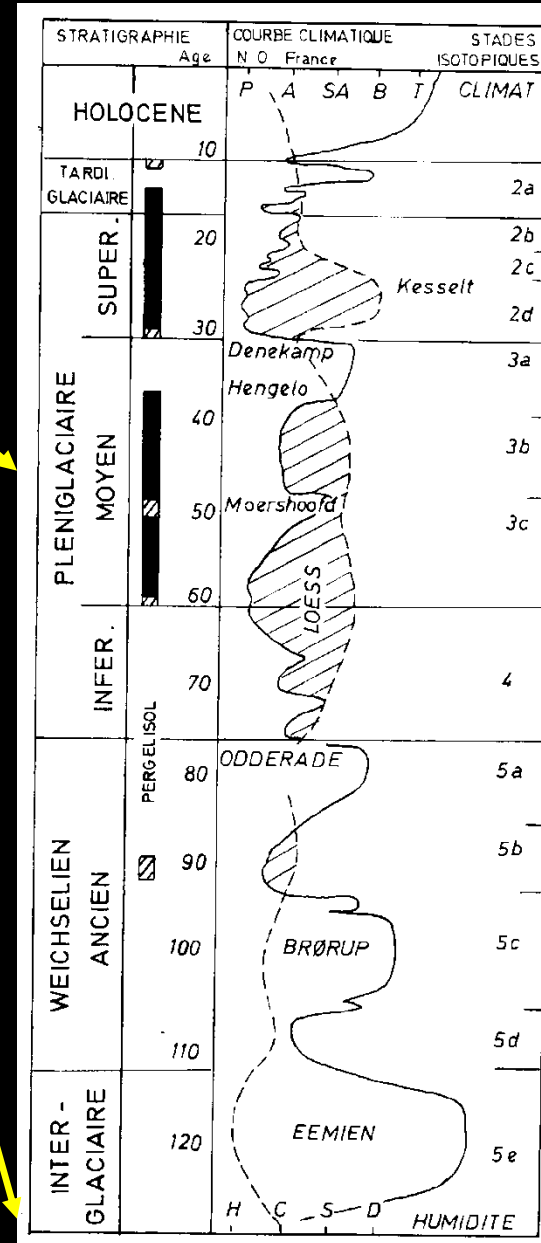 STRATIGRAPHIE
Age
COURBE CLIMATIQUE
N O France
STADES
ISOTOPIQUES
P A SA B T CLIMAT
HOLOCENE
10
TARDI
GLACIAIRE
2a
SUPER.
20
2b
2c
Kesselt
2d
30
Denekamp
3a
Hengelo
PLENIGLACIAIRE
MOYEN
40
3b
50
Moershoofd
3c
60
LOESS
INFER.
70
4
PERGELISOL
ODDERADE
80
5a
5b
90
WEICHSELIEN
ANCIEN
100
BRØRUP
5c
5d
110
INTER-
GLACIAIRE
120
EEMIEN
5e
H C S D
HUMIDITE